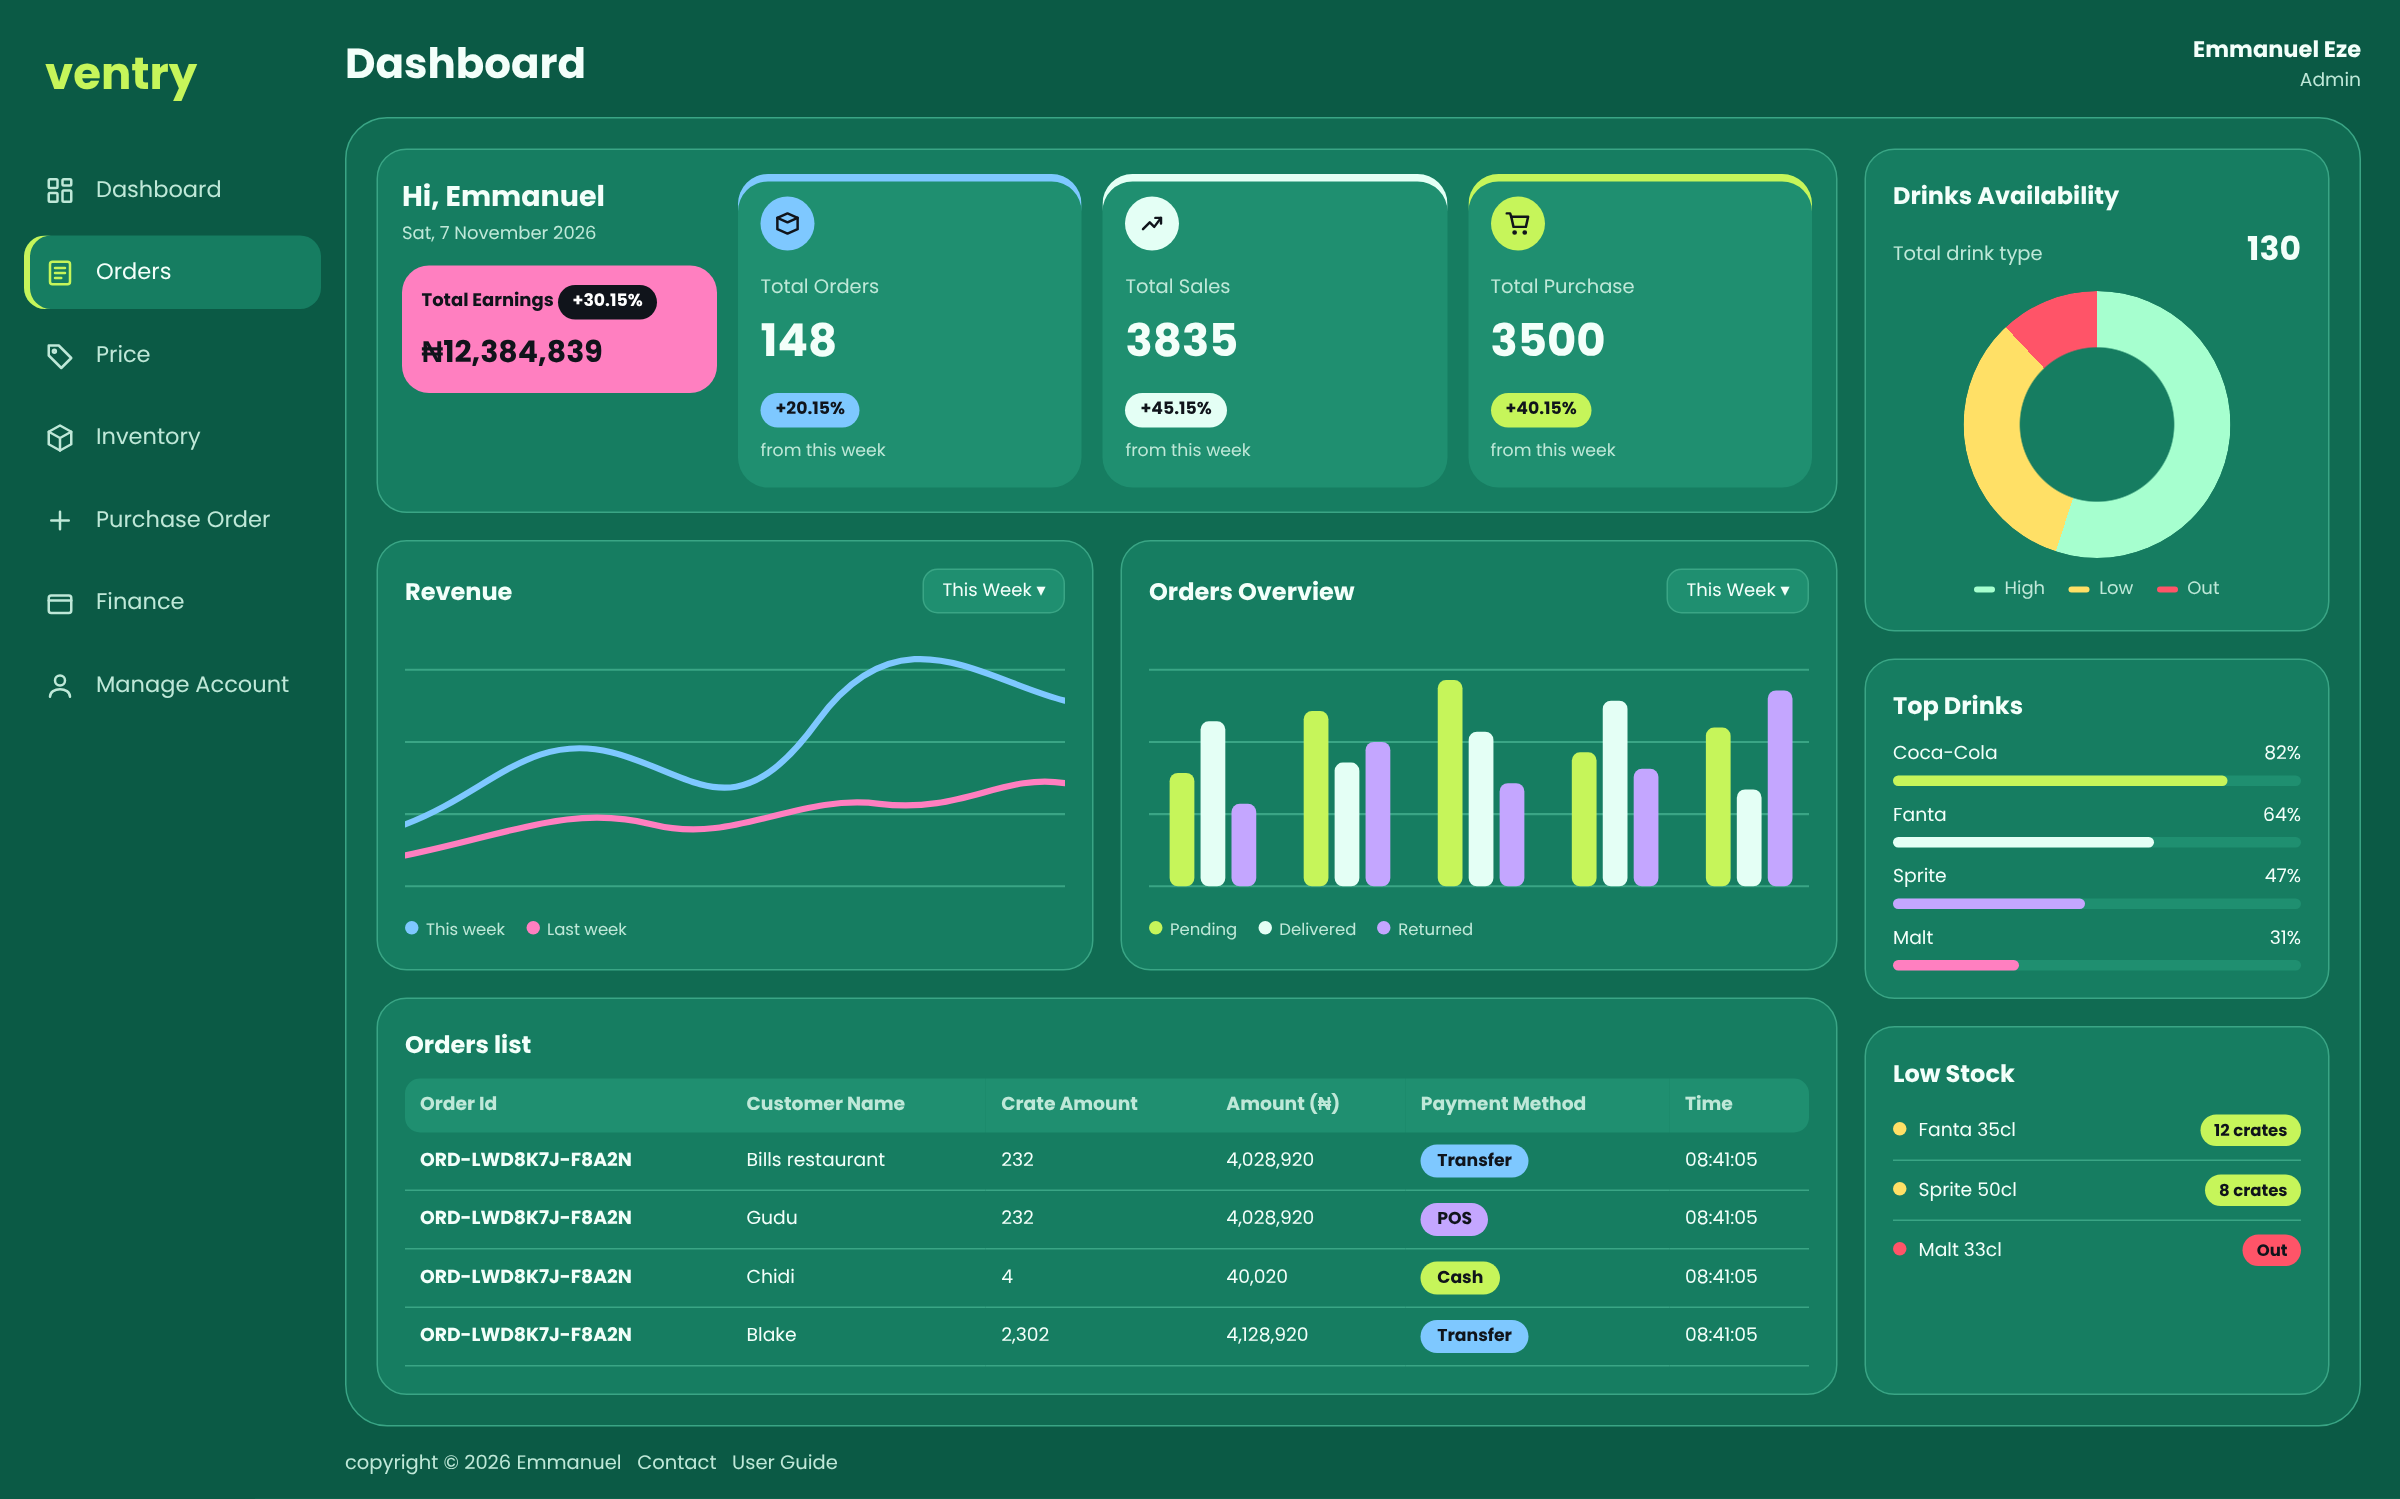 ventry
Dashboard
Orders
Price
Inventory
Purchase Order
Finance
Manage Account
Dashboard
Emmanuel Eze
Admin
Hi, Emmanuel
Sat, 7 November 2026
Total Earnings +30.15%
₦12,384,839
Total Orders
148
+20.15%
from this week
Total Sales
3835
+45.15%
from this week
Total Purchase
3500
+40.15%
from this week
Revenue
This Week ▾
This week Last week
Orders Overview
This Week ▾
Pending Delivered Returned
Orders list
Order Id Customer Name Crate Amount Amount (₦) Payment Method Time
ORD-LWD8K7J-F8A2N Bills restaurant 232 4,028,920 Transfer 08:41:05
ORD-LWD8K7J-F8A2N Gudu 232 4,028,920 POS 08:41:05
ORD-LWD8K7J-F8A2N Chidi 4 40,020 Cash 08:41:05
ORD-LWD8K7J-F8A2N Blake 2,302 4,128,920 Transfer 08:41:05
Drinks Availability
Total drink type 130
High Low Out
Top Drinks
Coca-Cola 82%
Fanta 64%
Sprite 47%
Malt 31%
Low Stock
Fanta 35cl 12 crates
Sprite 50cl 8 crates
Malt 33cl Out
copyright © 2026 Emmanuel Contact User Guide